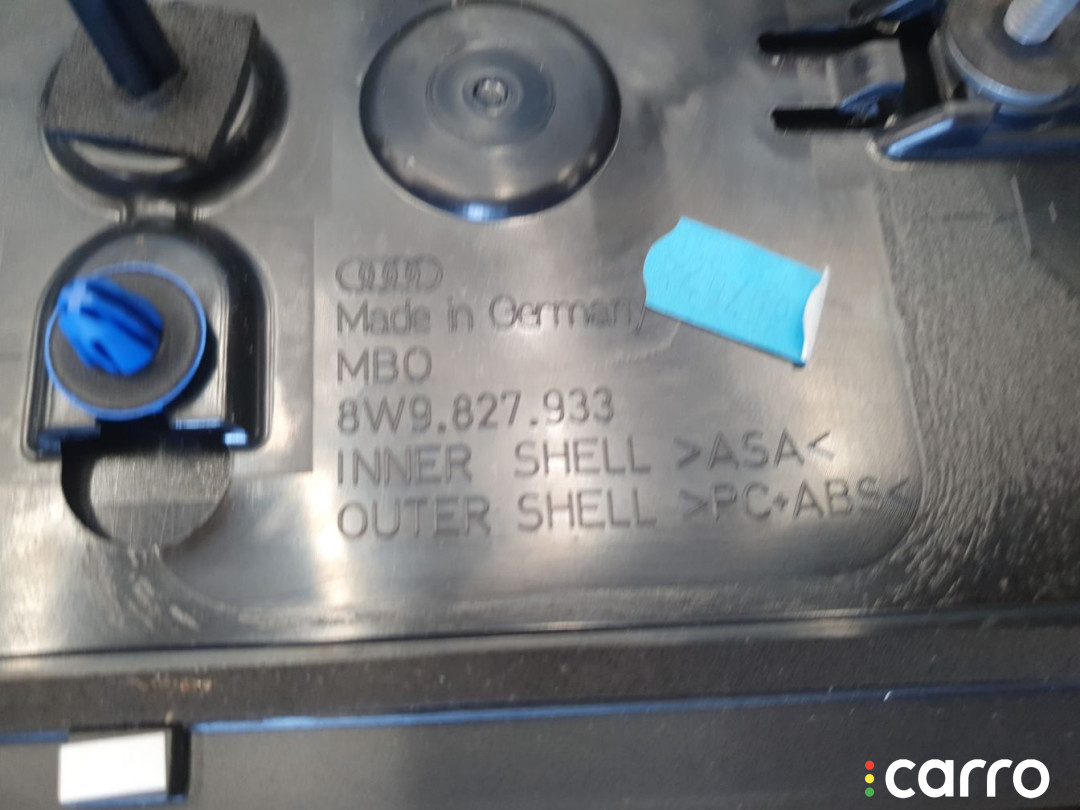 Made in Germany
MBO
8W9.827.933
INNER SHELL >ASA<
OUTER SHELL >PC+ABS<
carro